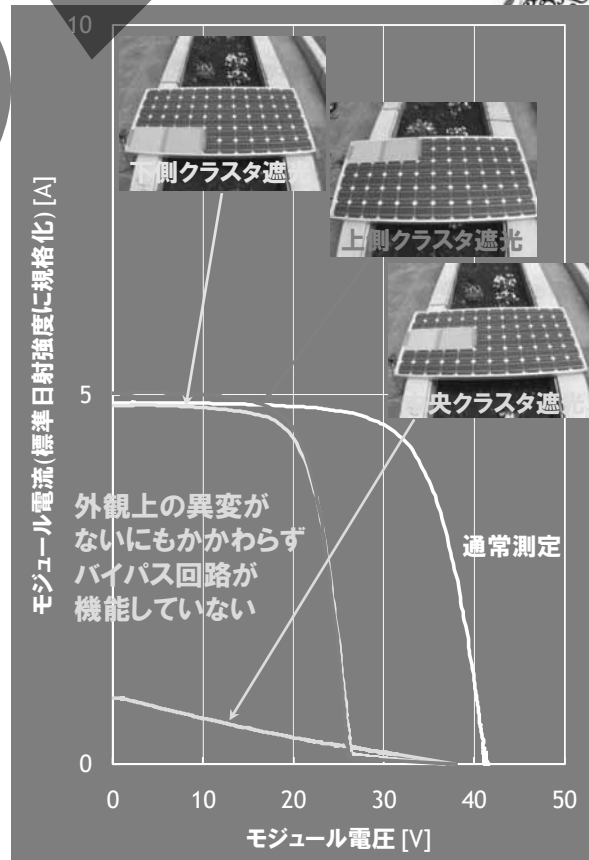 10
下側クラスタ遮光
上側クラスタ遮光
中央クラスタ遮光
モジュール電流(標準日射強度に規格化) [A]
5
外観上の異変が
ないにもかかわらず
バイパス回路が
機能していない
通常測定
0
0 10 20 30 40 50
モジュール電圧 [V]